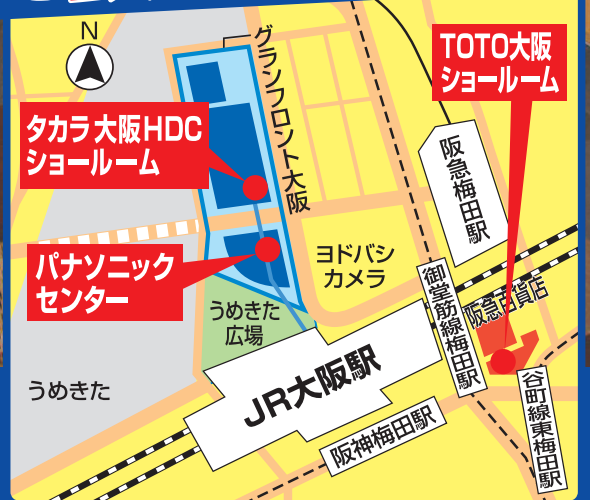 N
グランフロント大阪
TOTO大阪
ショールーム
タカラ大阪HDC
ショールーム
阪急梅田駅
パナソニック
センター
ヨドバシ
カメラ
御堂筋線梅田駅
阪急百貨店
うめきた
広場
うめきた
JR大阪駅
阪神梅田駅
谷町線東梅田駅